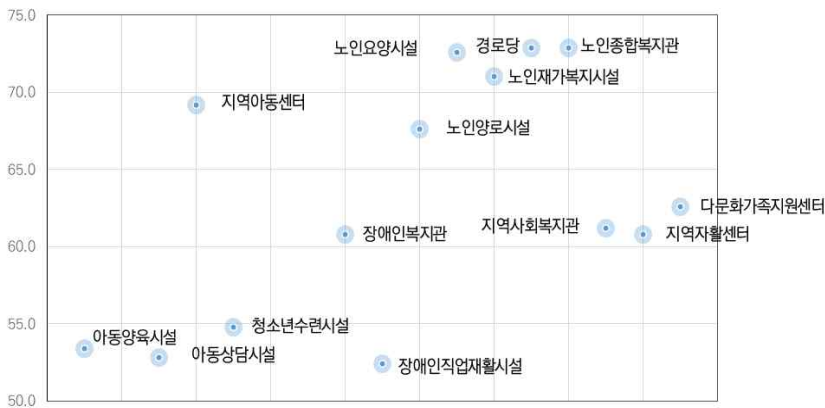 75.0
노인요양시설
경로당
노인종합복지관
노인재가복지시설
70.0
지역아동센터
노인양로시설
65.0
다문화가족지원센터
지역사회복지관
장애인복지관
지역자활센터
60.0
55.0
청소년수련시설
아동양육시설
아동상담시설
장애인직업재활시설
50.0